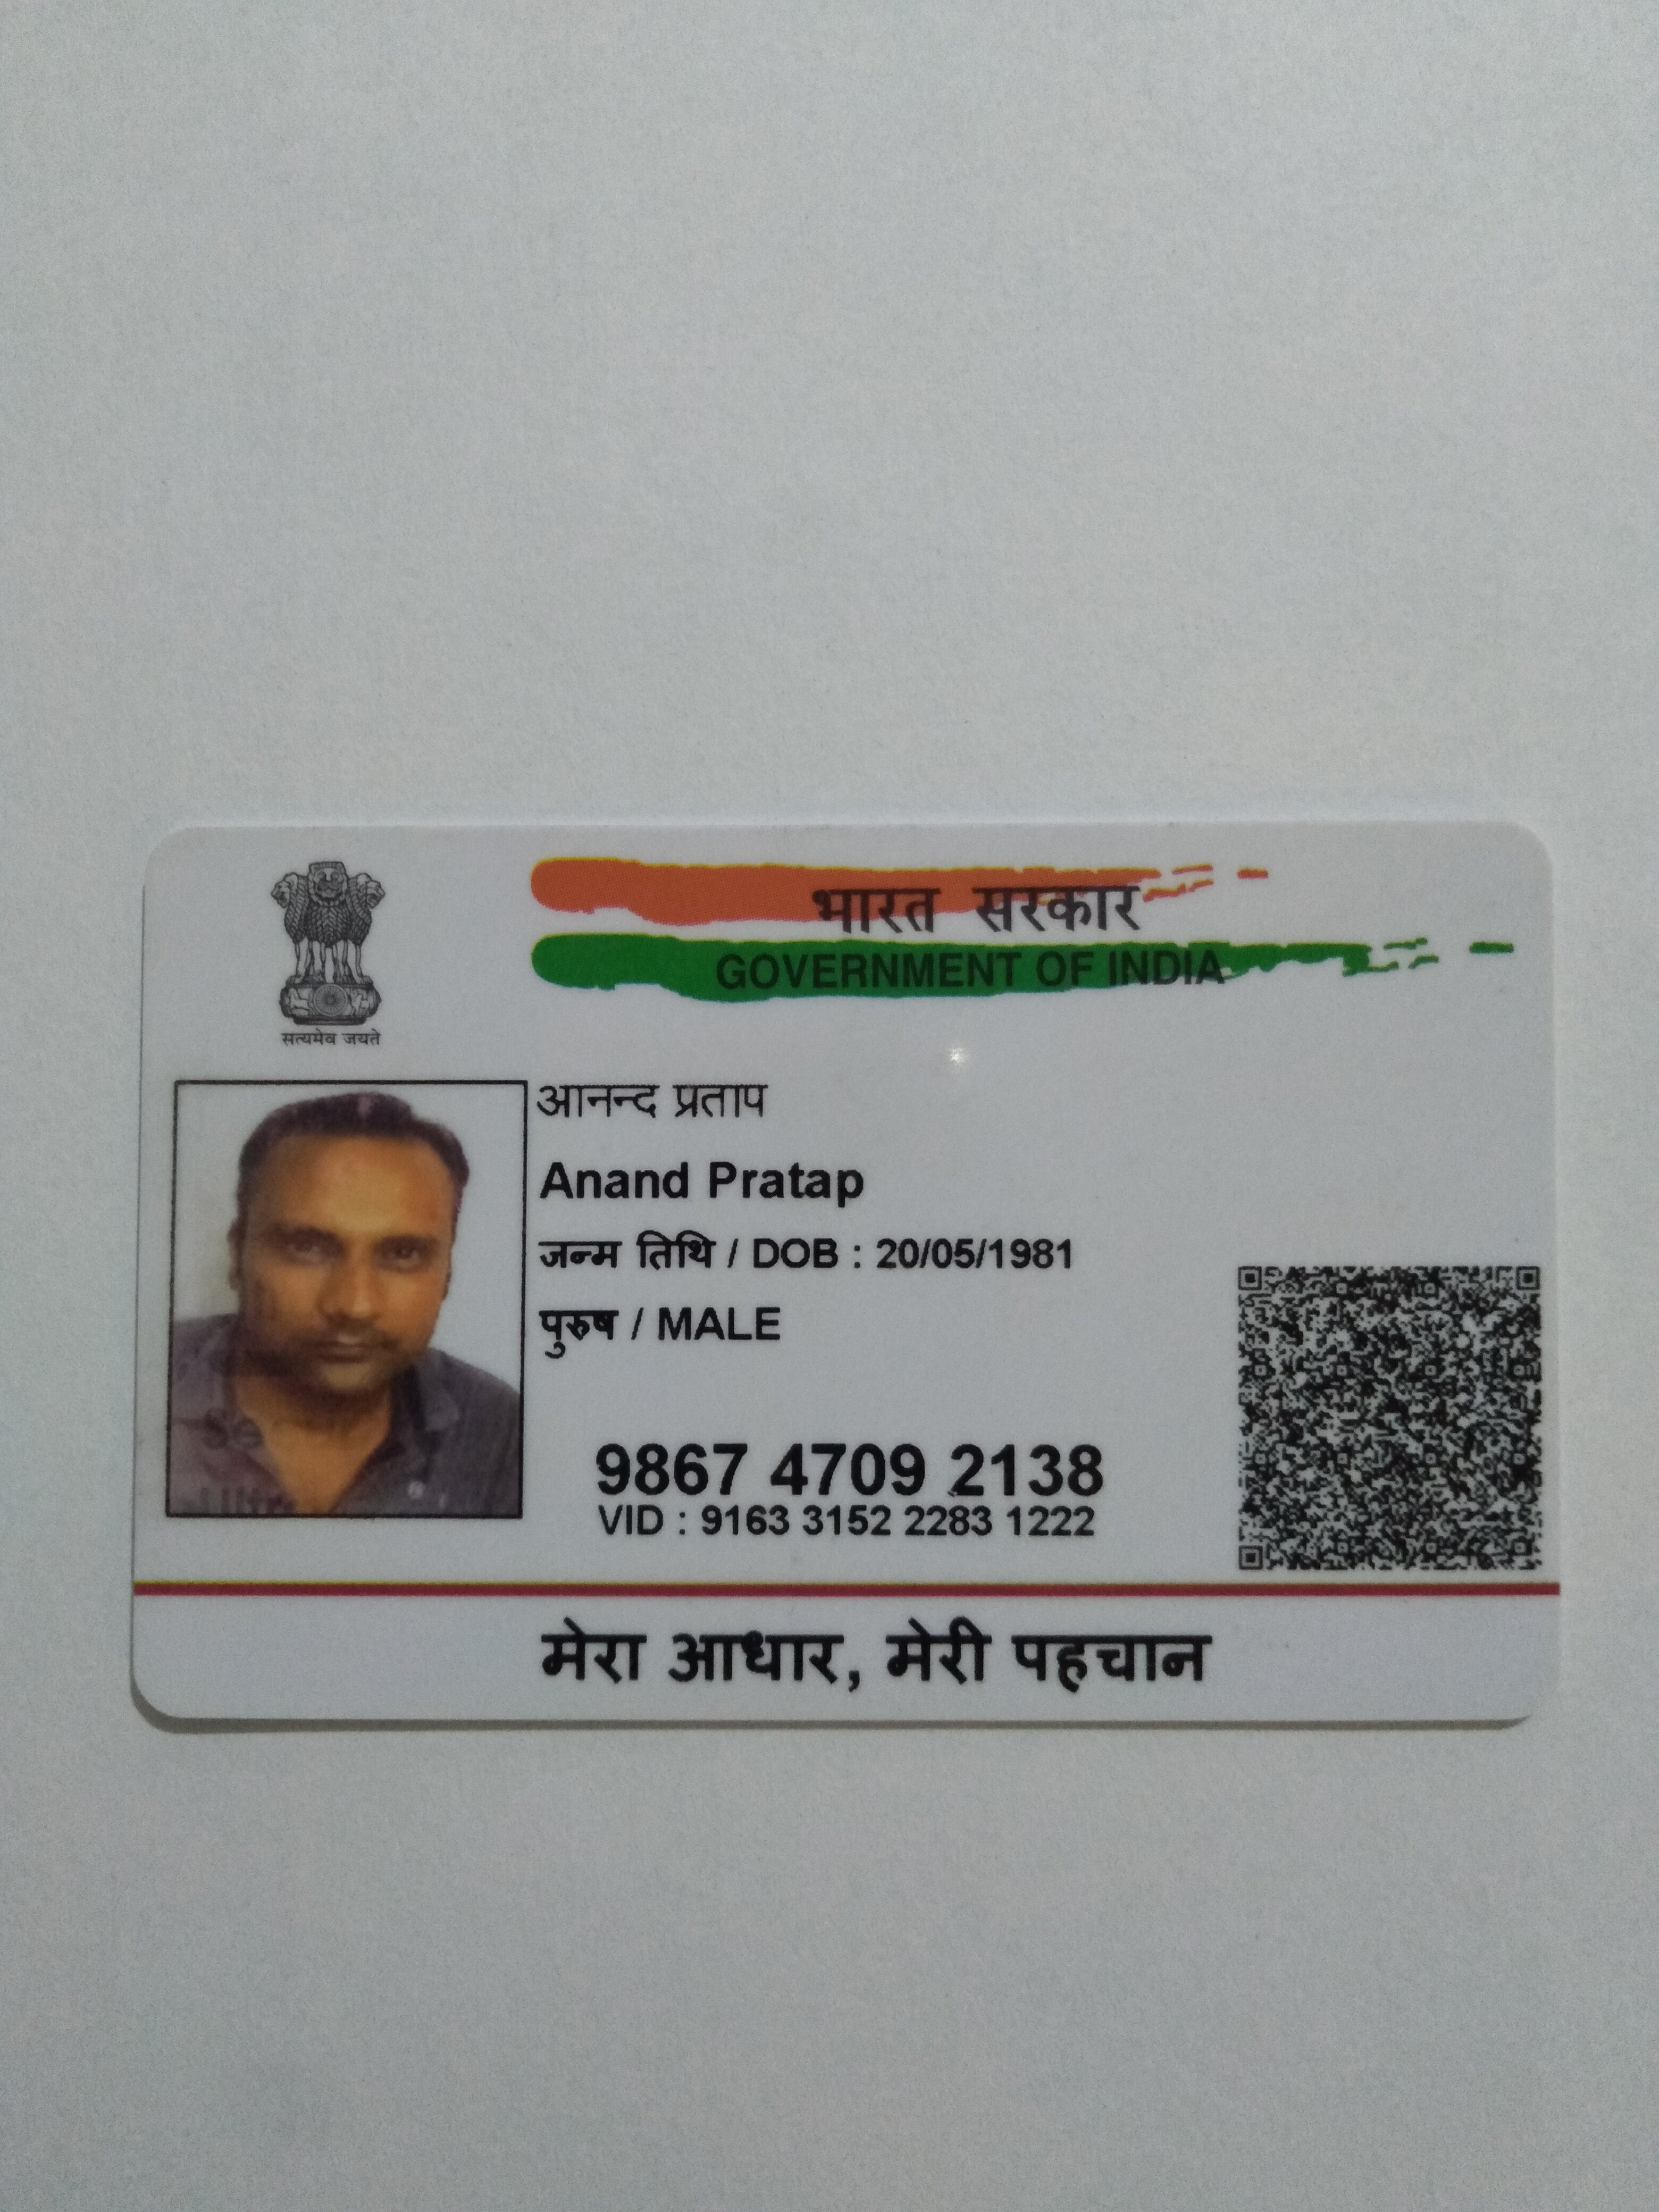 भारत सरकार
GOVERNMENT OF INDIA
सत्यमेव जयते
आनन्द प्रताप
Anand Pratap
जन्म तिथि / DOB : 20/05/1981
पुरुष / MALE
9867 4709 2138
VID : 9163 3152 2283 1222
मेरा आधार, मेरी पहचान